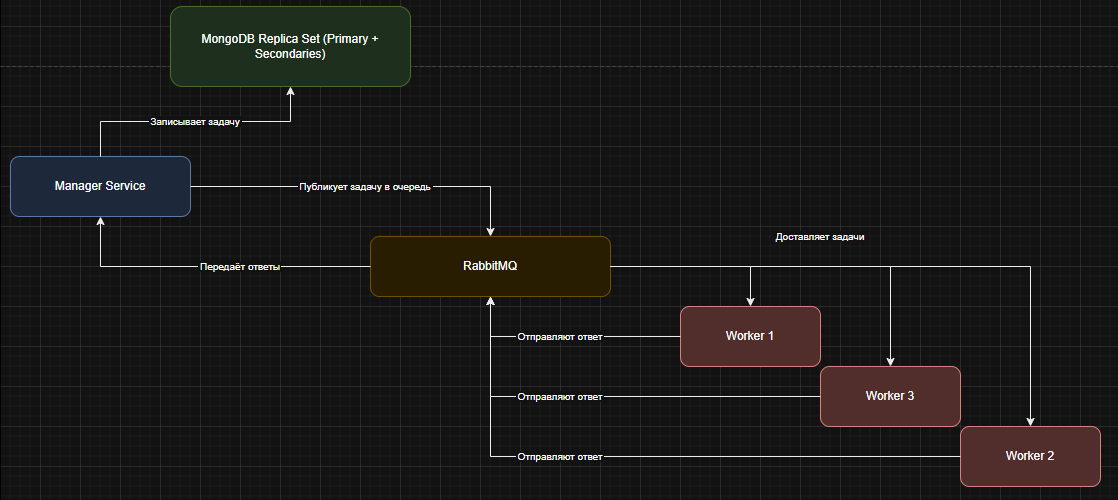 MongoDB Replica Set (Primary +
Secondaries)
Записывает задачу
Manager Service
Публикует задачу в очередь
Доставляет задачи
Передаёт ответы
RabbitMQ
Отправляют ответ
Worker 1
Отправляют ответ
Worker 3
Отправляют ответ
Worker 2